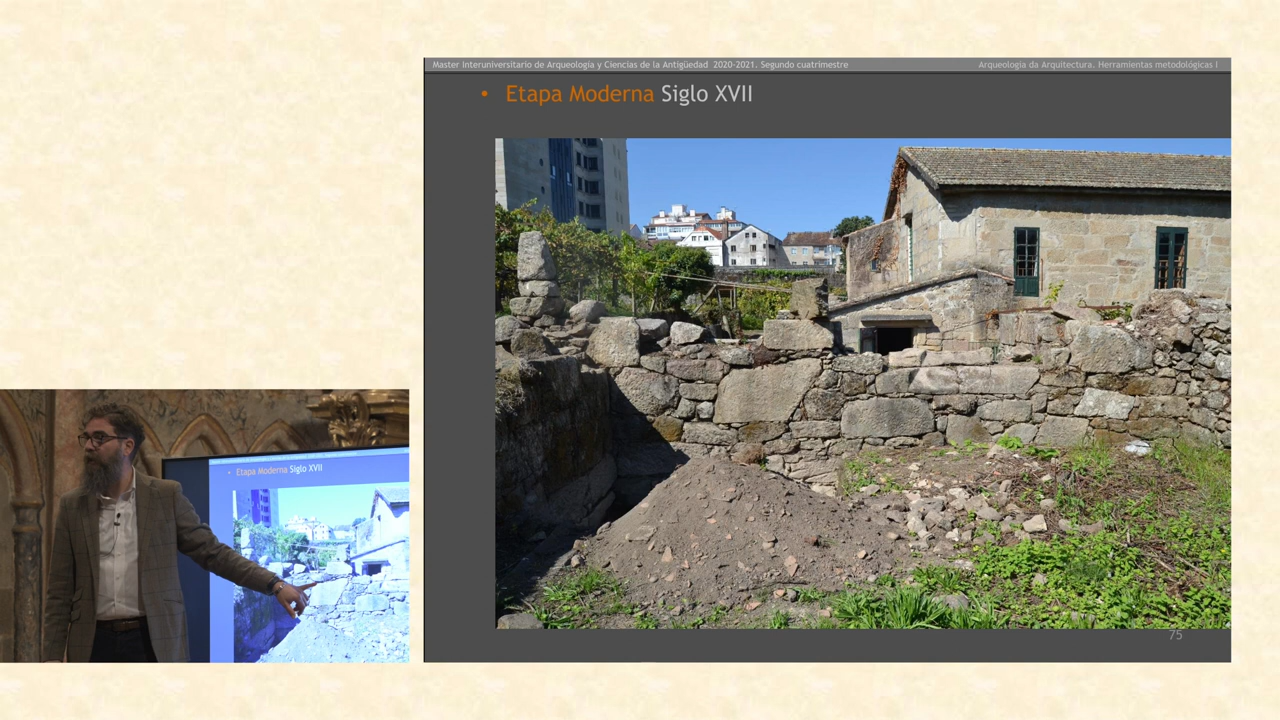 Master Interuniversitario de Arqueología y Ciencias de la Antigüedad 2020-2021. Segundo cuatrimestre
Arqueología da Arquitectura. Herramientas metodológicas I
• Etapa Moderna Siglo XVII
75
• Etapa Moderna Siglo XVII